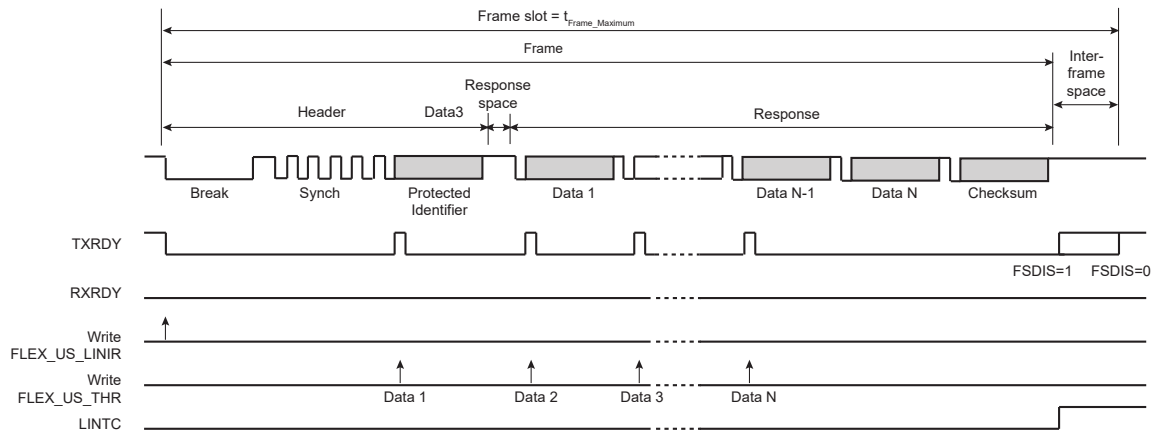 Frame slot = tFrame_Maximum
Frame
Inter-
frame
space
Response
space
Header
Data3
Response
Break
Synch
Protected
Identifier
Data 1
Data N-1
Data N
Checksum
TXRDY
FSDIS=1
FSDIS=0
RXRDY
Write
FLEX_US_LINIR
Write
FLEX_US_THR
Data 1
Data 2
Data 3
Data N
LINTC